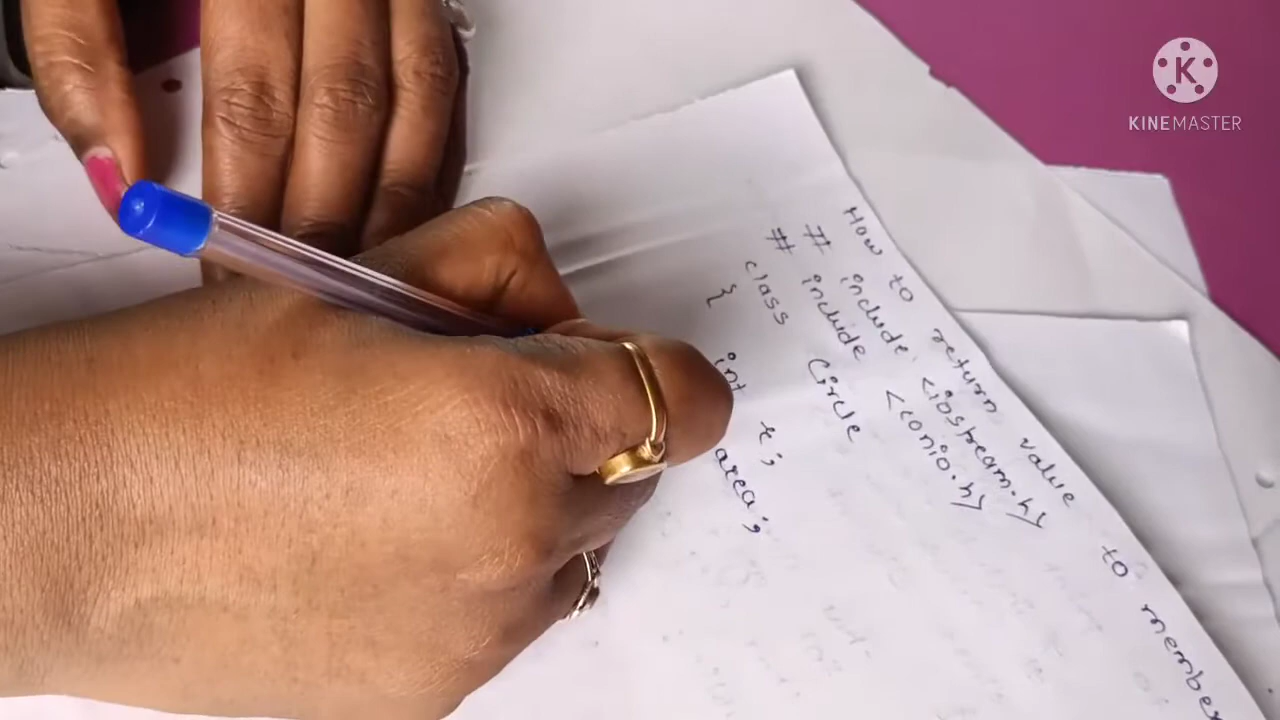 How to return value to member
# include <iostream.h>
# include <conio.h>
class Circle
{
int r;
area;
KINEMASTER